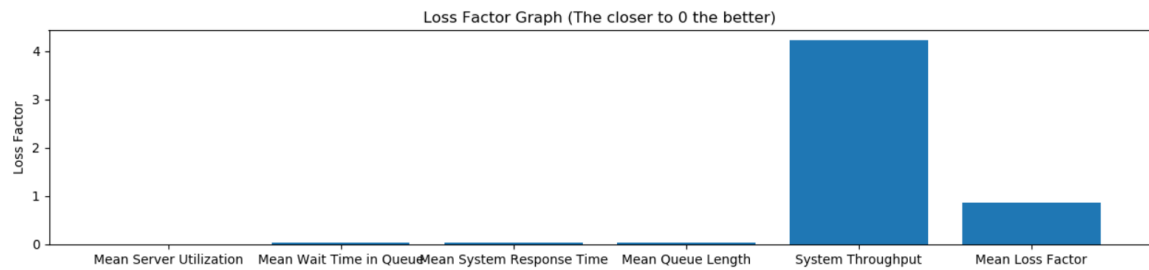 Loss Factor Graph (The closer to 0 the better)
Loss Factor
4
3
2
1
0
Mean Server Utilization
Mean Wait Time in Queue
Mean System Response Time
Mean Queue Length
System Throughput
Mean Loss Factor